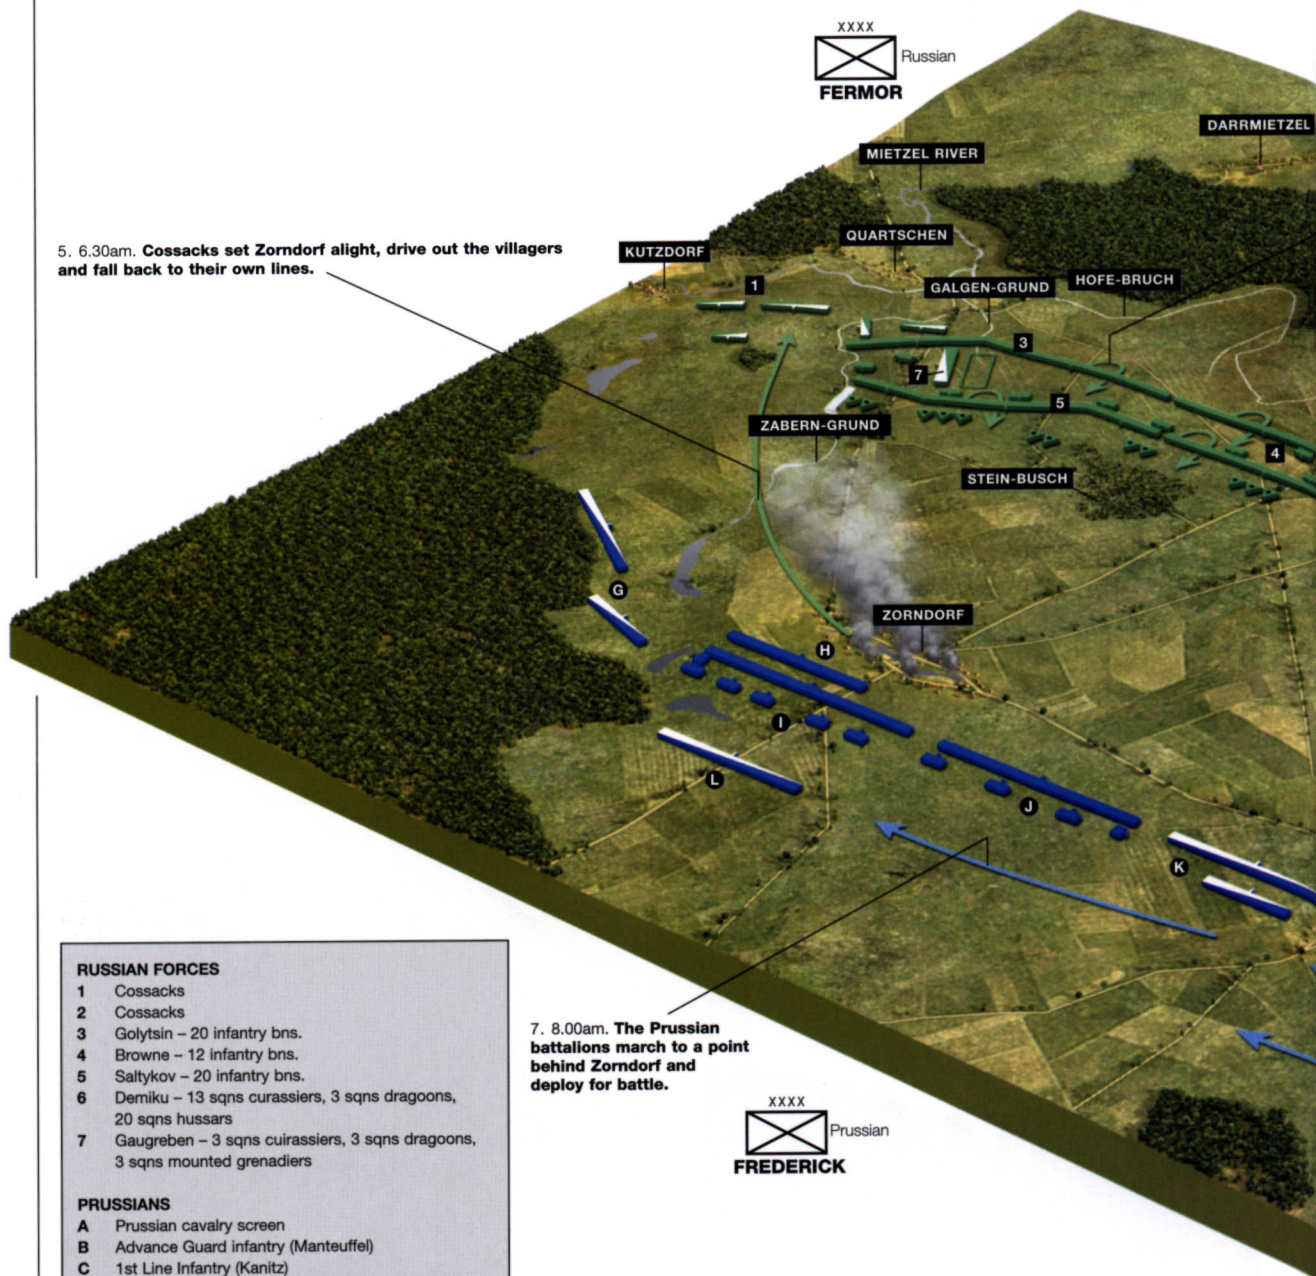 XXXX
Russian
FERMOR
DARRMIETZEL
MIETZEL RIVER
QUARTSCHEN
KUTZDORF
5. 6.30am. Cossacks set Zorndorf alight, drive out the villagers
and fall back to their own lines.
1
GALGEN-GRUND
HOFE-BRUCH
3
7
5
ZABERN-GRUND
4
STEIN-BUSCH
G
ZORNDORF
H
I
L
J
K
RUSSIAN FORCES
1 Cossacks
2 Cossacks
3 Golytsin – 20 infantry bns.
4 Browne – 12 infantry bns.
5 Saltykov – 20 infantry bns.
6 Demiku – 13 sqns curassiers, 3 sqns dragoons,
20 sqns hussars
7 Gaugreben – 3 sqns cuirassiers, 3 sqns dragoons,
3 sqns mounted grenadiers
PRUSSIANS
A Prussian cavalry screen
B Advance Guard infantry (Manteuffel)
C 1st Line Infantry (Kanitz)
7. 8.00am. The Prussian
battalions march to a point
behind Zorndorf and
deploy for battle.
XXXX
Prussian
FREDERICK